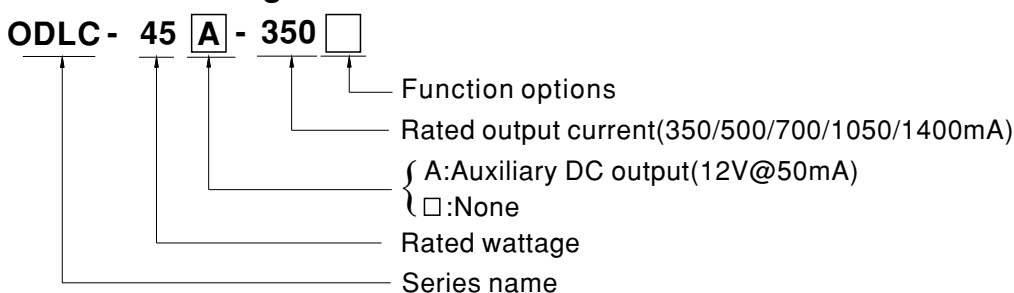 ODLC - 45 A - 350 □
Function options
Rated output current(350/500/700/1050/1400mA)
A:Auxiliary DC output(12V@50mA)
□:None
Rated wattage
Series name